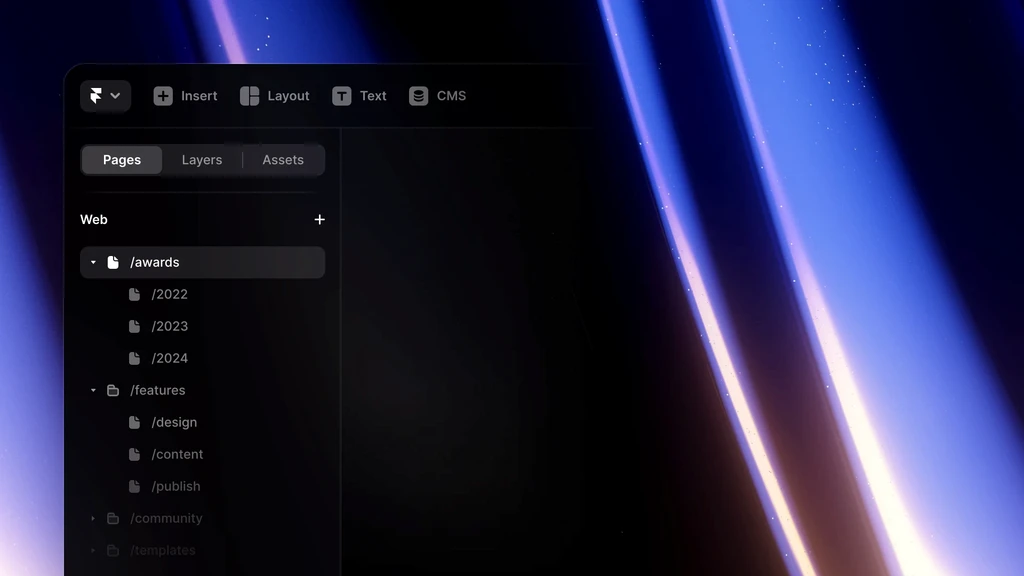 Insert Layout Text CMS
Pages Layers Assets
Web
/awards
/2022
/2023
/2024
/features
/design
/content
/publish
/community
/templates